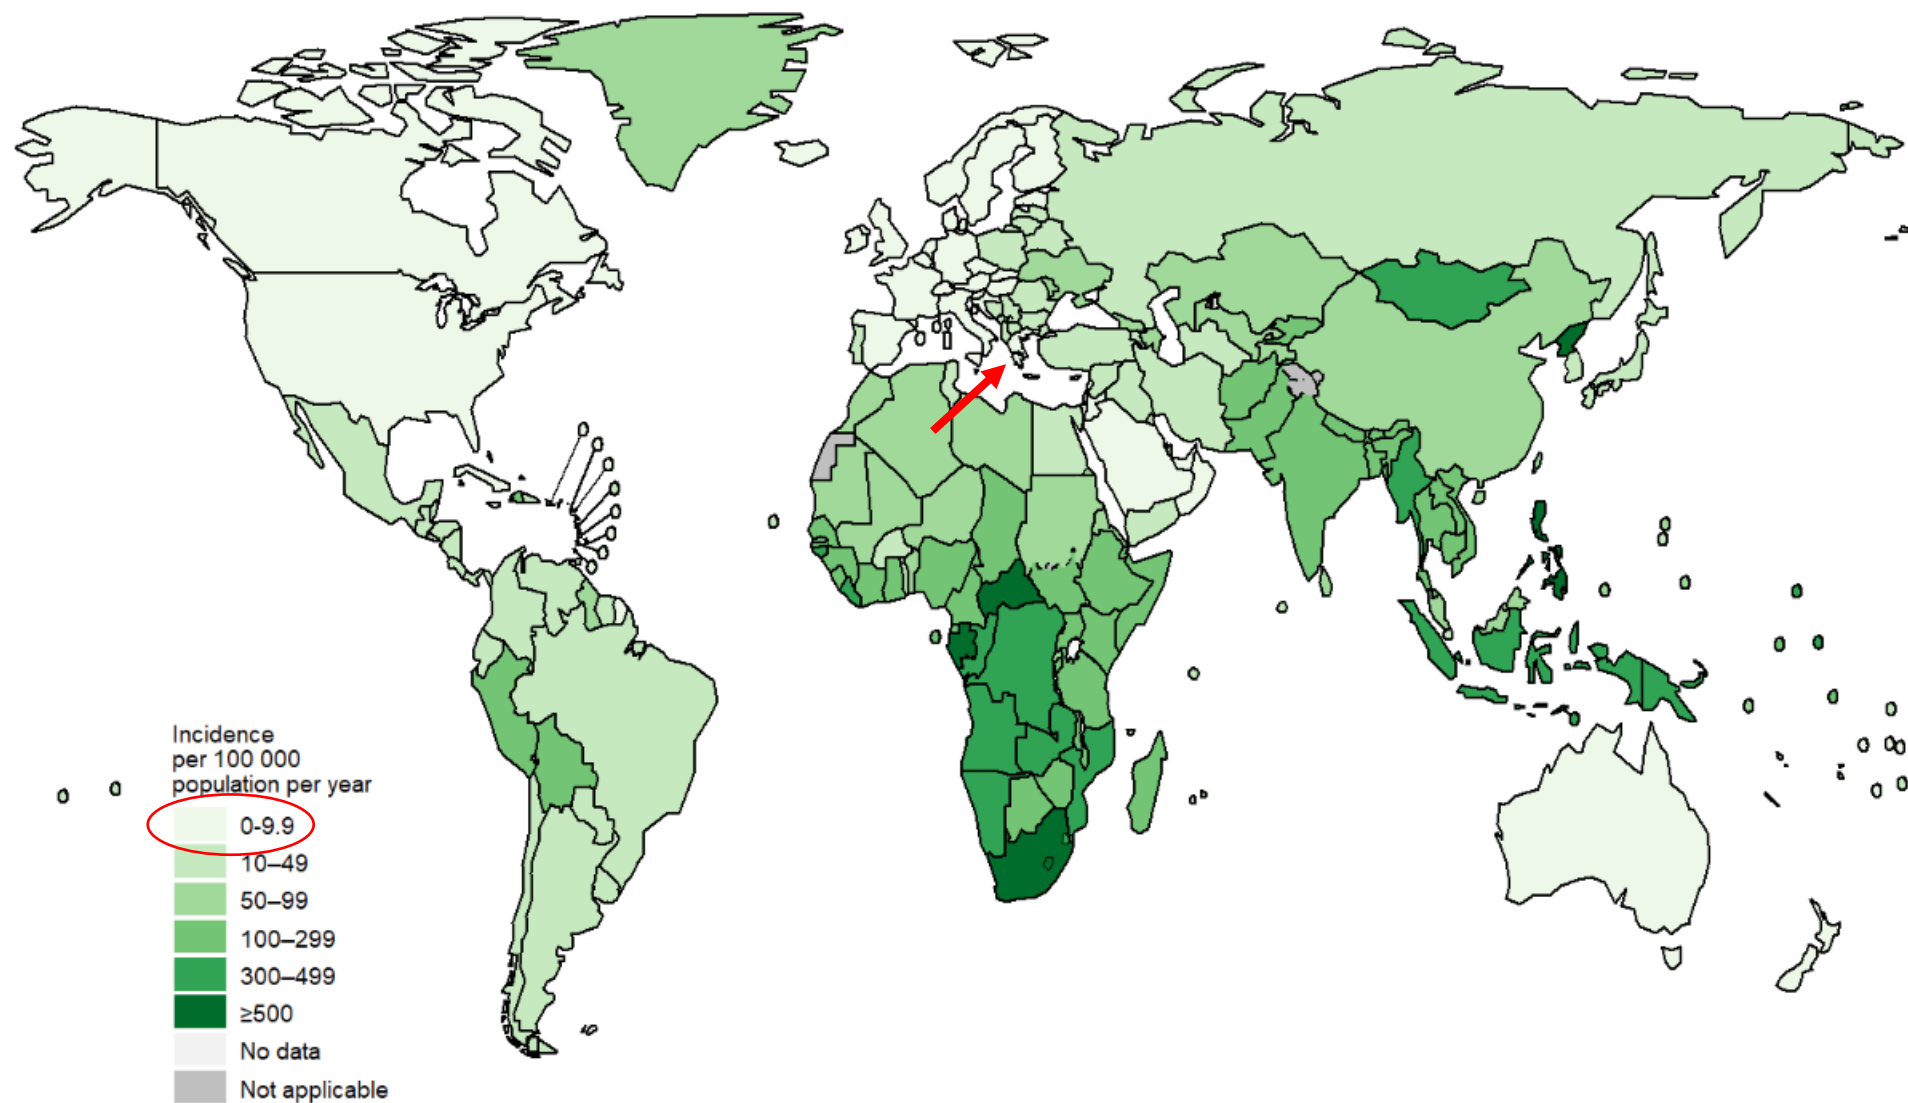 Incidence
per 100 000
population per year
0-9.9
10–49
50–99
100–299
300–499
≥500
No data
Not applicable